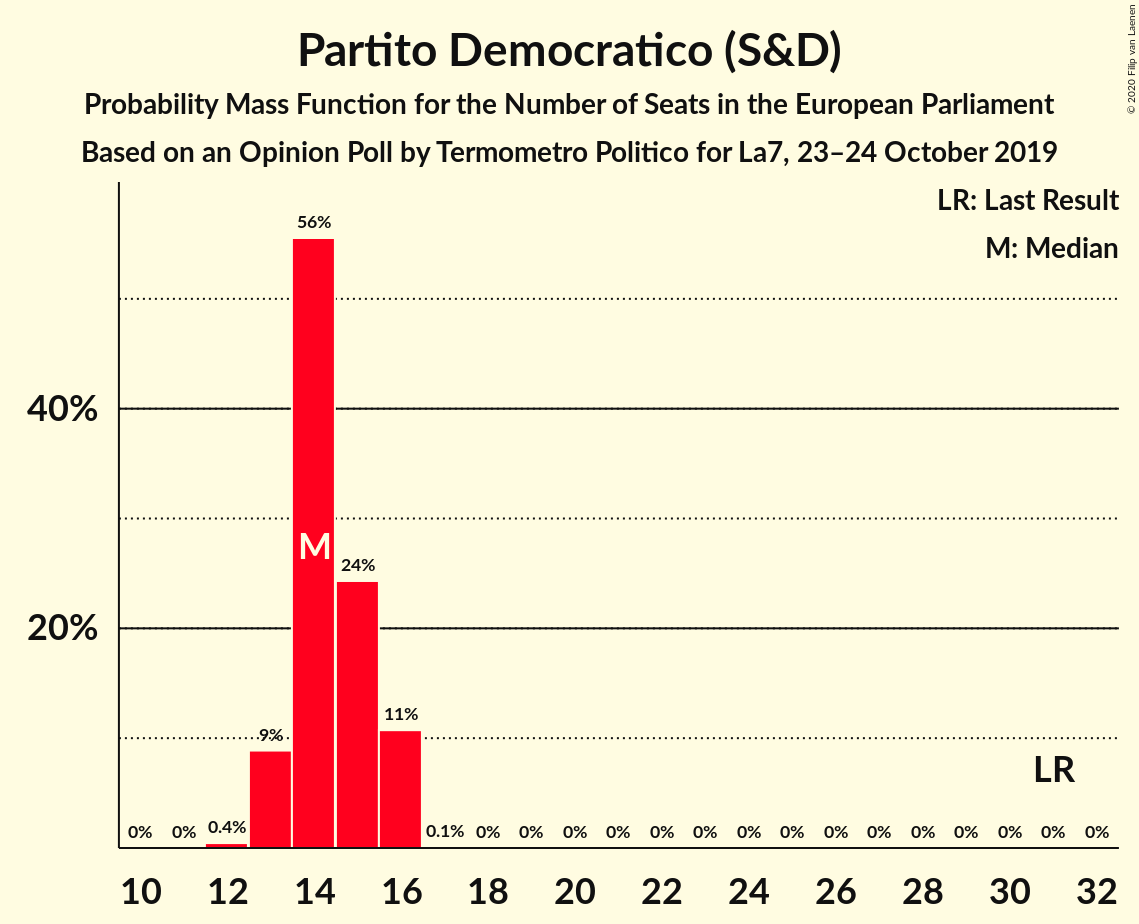 Partito Democratico (S&D)
Probability Mass Function for the Number of Seats in the European Parliament
Based on an Opinion Poll by Termometro Politico for La7, 23–24 October 2019
© 2020 Filip van Laenen
LR: Last Result
M: Median
56%
40%
M
24%
20%
11%
9%
LR
0% 0% 0.4% 0.1% 0% 0% 0% 0% 0% 0% 0% 0% 0% 0% 0% 0% 0% 0% 0%
10 12 14 16 18 20 22 24 26 28 30 32